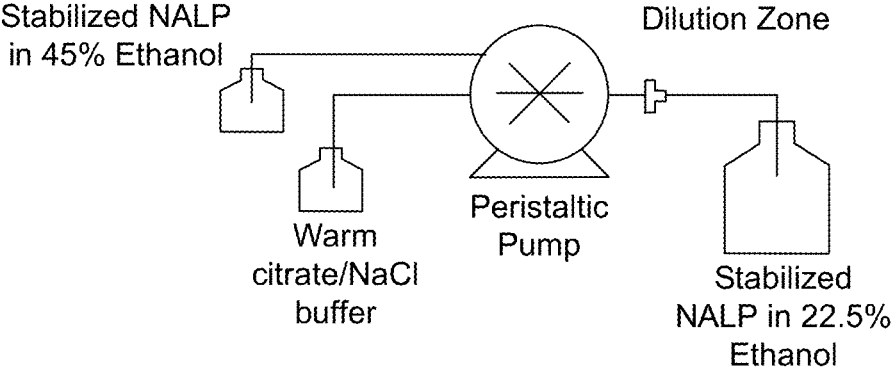 Stabilized NALP
in 45% Ethanol
Dilution Zone
Warm
citrate/NaCl
buffer
Peristaltic
Pump
Stabilized
NALP in 22.5%
Ethanol